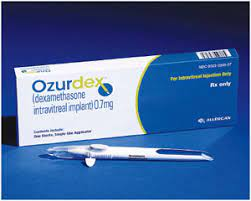 Ozurdex
(dexamethasone
intravitreal implant) 0.7mg
For Intravitreal Injection Only
Rx only
ALLERGAN